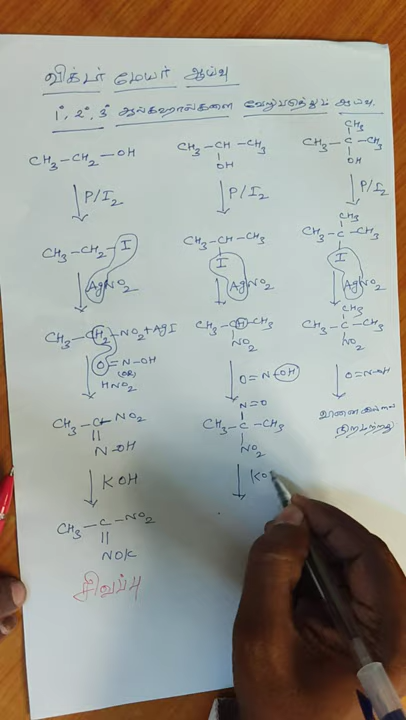 விக்டர் மேயர் ஆய்வு
1°, 2°, 3° ஆல்கஹால்களை வேறுபடுத்தும் ஆய்வு.
CH3-CH2-OH
↓ P/I2
CH3-CH2-I
↓ AgNO2
CH3-CH2-NO2+AgI
↓ O=N-OH
(OR)
HNO2
CH3-C-NO2
||
N-OH
↓ KOH
CH3-C-NO2
||
NOK
சிவப்பு
CH3-CH-CH3
|
OH
↓ P/I2
CH3-CH-CH3
|
I
↓ AgNO2
CH3-CH-CH3
|
NO2
↓ O=N-OH
N=O
|
CH3-C-CH3
|
NO2
↓ KO
CH3
|
CH3-C-CH3
|
OH
↓ P/I2
CH3
|
CH3-C-CH3
|
I
↓ AgNO2
CH3
|
CH3-C-CH3
|
NO2
↓ O=N-OH
நிறமற்றது